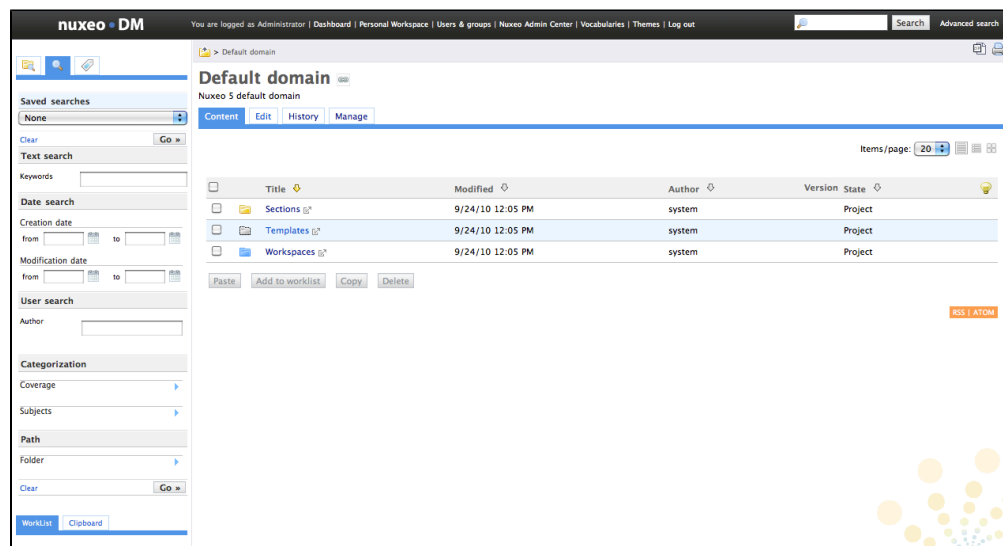 nuxeo DM
You are logged as Administrator | Dashboard | Personal Workspace | Users & groups | Nuxeo Admin Center | Vocabularies | Themes | Log out
Search
Advanced search
> Default domain
Default domain
Nuxeo 5 default domain
Content Edit History Manage
Items/page: 20
Title Modified Author Version State
Sections 9/24/10 12:05 PM system Project
Templates 9/24/10 12:05 PM system Project
Workspaces 9/24/10 12:05 PM system Project
Paste Add to worklist Copy Delete
RSS | ATOM
Saved searches
None
Clear Go »
Text search
Keywords
Date search
Creation date
from to
Modification date
from to
User search
Author
Categorization
Coverage
Subjects
Path
Folder
Clear Go »
WorkList Clipboard